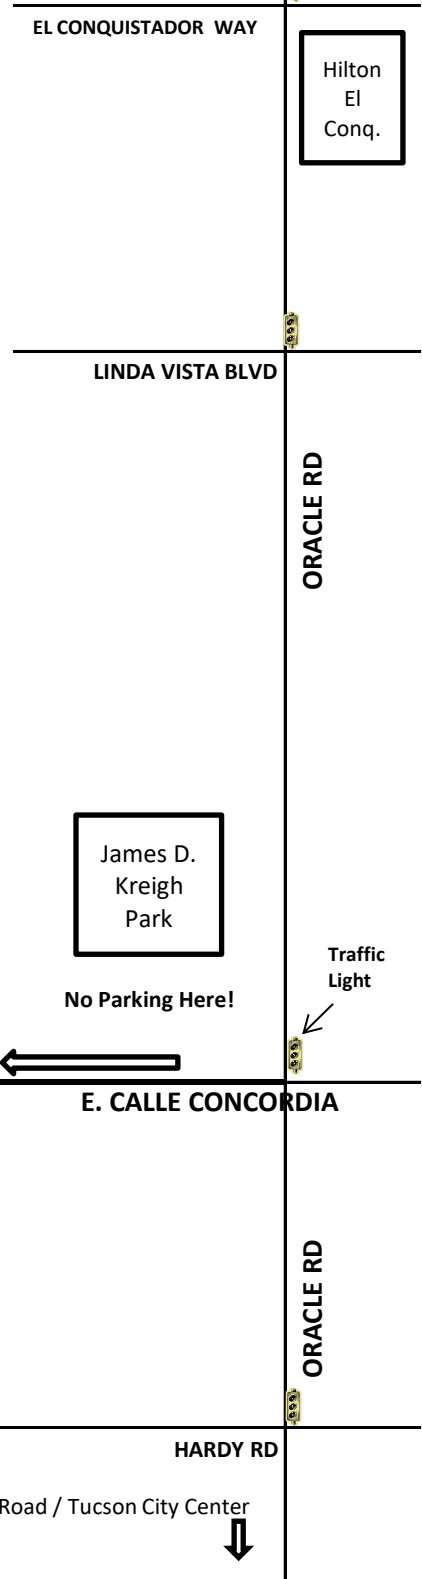 EL CONQUISTADOR WAY
Hilton
El
Conq.
LINDA VISTA BLVD
ORACLE RD
James D.
Kreigh
Park
No Parking Here!
Traffic
Light
E. CALLE CONCORDIA
ORACLE RD
HARDY RD
Road / Tucson City Center